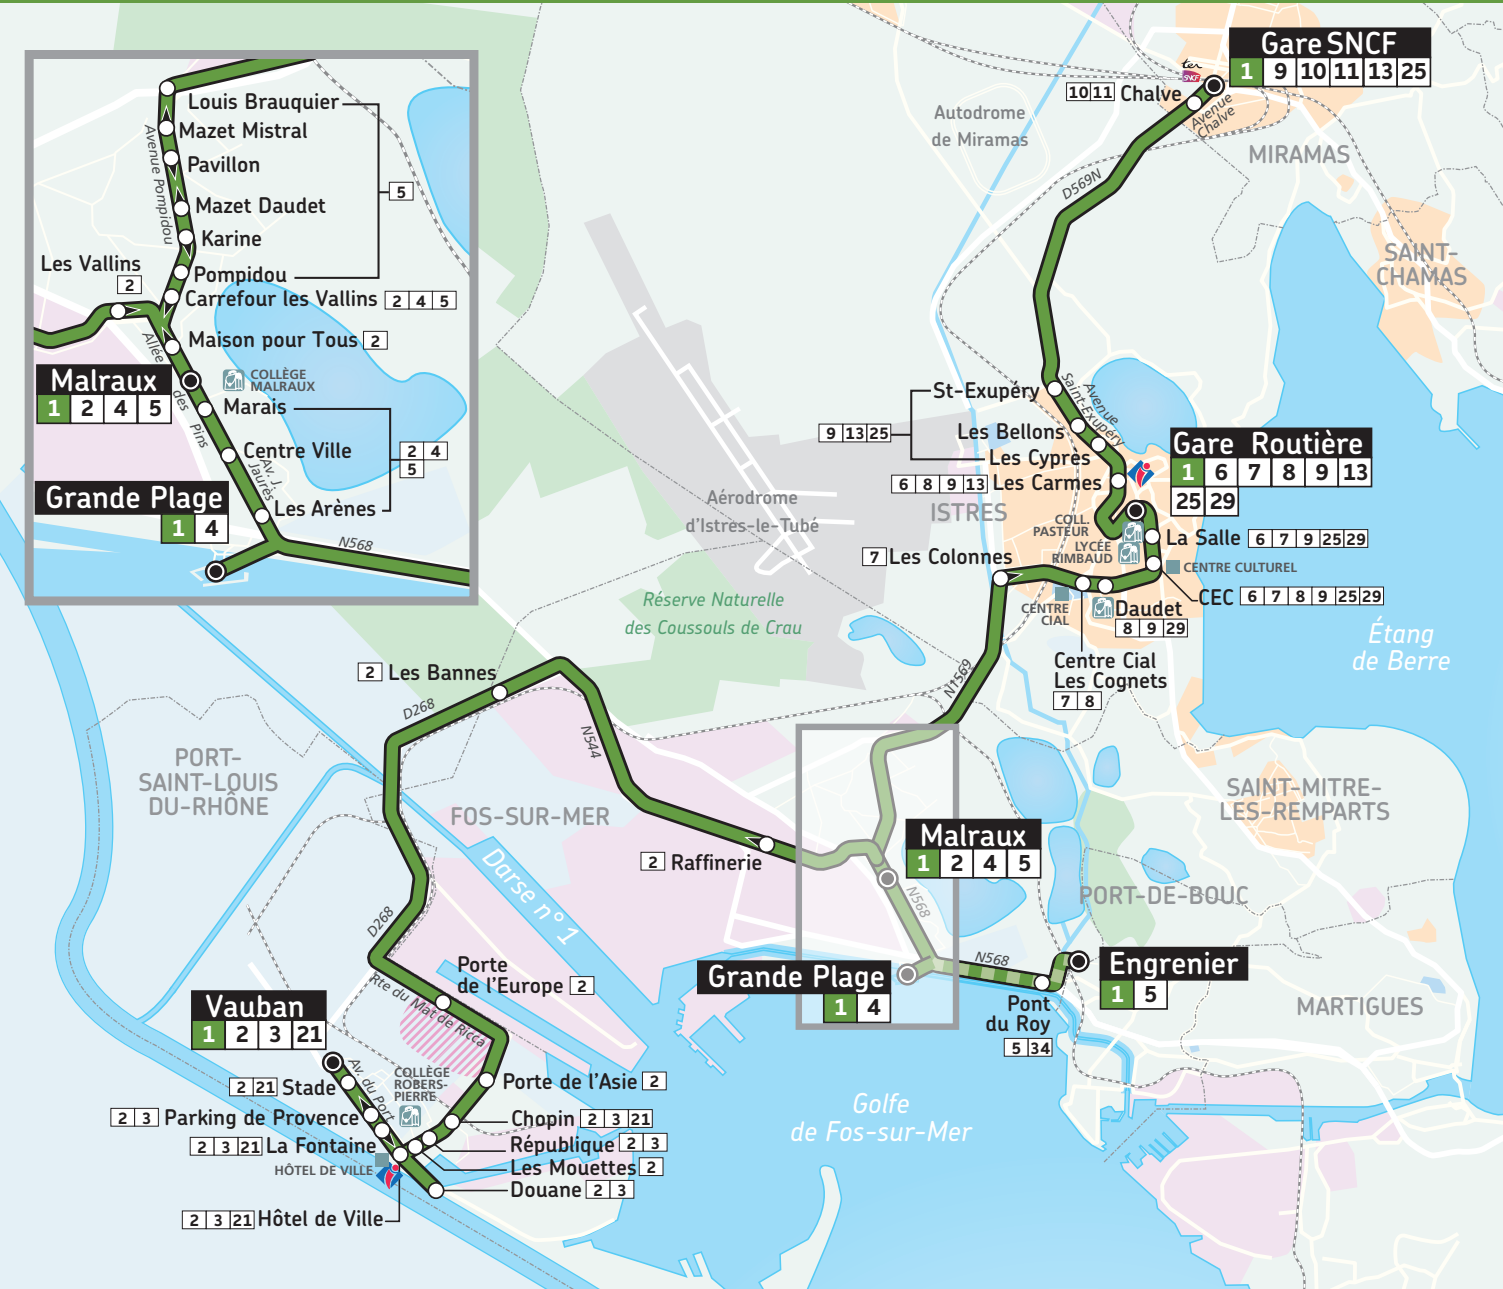 Louis Brauquier
Mazet Mistral
Pavillon
Mazet Daudet
Karine
5
Avenue Pompidou
Les Vallins
2
Pompidou
Carrefour les Vallins 2 4 5
Maison pour Tous 2
Allée des Pins
COLLÈGE
MALRAUX
Malraux
1 2 4 5
Marais
Centre Ville
2 4
5
Av. J.
Jaurès
Les Arènes
Grande Plage
1 4
N568
Gare SNCF
1 9 10 11 13 25
ter
SNCF
10 11 Chalve
Avenue
Chalve
Autodrome
de Miramas
MIRAMAS
D569N
SAINT-
CHAMAS
St-Exupéry
Les Bellons
9 13 25
Les Cyprès
Avenue
Saint-Exupéry
6 8 9 13 Les Carmes
Gare Routière
1 6 7 8 9 13
25 29
ISTRES
COLL.
PASTEUR
LYCÉE
RIMBAUD
La Salle 6 7 9 25 29
CENTRE CULTUREL
7 Les Colonnes
CEC 6 7 8 9 25 29
CENTRE
CIAL
Daudet
8 9 29
Centre Cial
Les Cognets
7 8
Aérodrome
d'Istres-le-Tubé
Réserve Naturelle
des Coussouls de Crau
Étang
de Berre
N1569
2 Les Bannes
D268
N544
PORT-
SAINT-LOUIS
DU-RHÔNE
FOS-SUR-MER
Darse n° 1
2 Raffinerie
Malraux
1 2 4 5
N568
SAINT-MITRE-
LES-REMPARTS
PORT-DE-BOUC
D268
Grande Plage
1 4
N568
Engrenier
1 5
Pont
du Roy
5 34
MARTIGUES
Porte
de l'Europe 2
Rte du Mat de Ricca
Vauban
1 2 3 21
Av. du Port
COLLÈGE
ROBERS-
PIERRE
2 21 Stade
Porte de l'Asie 2
2 3 Parking de Provence
Chopin 2 3 21
2 3 21 La Fontaine
République 2 3
HÔTEL DE VILLE
Les Mouettes 2
Douane 2 3
2 3 21 Hôtel de Ville
Golfe
de Fos-sur-Mer